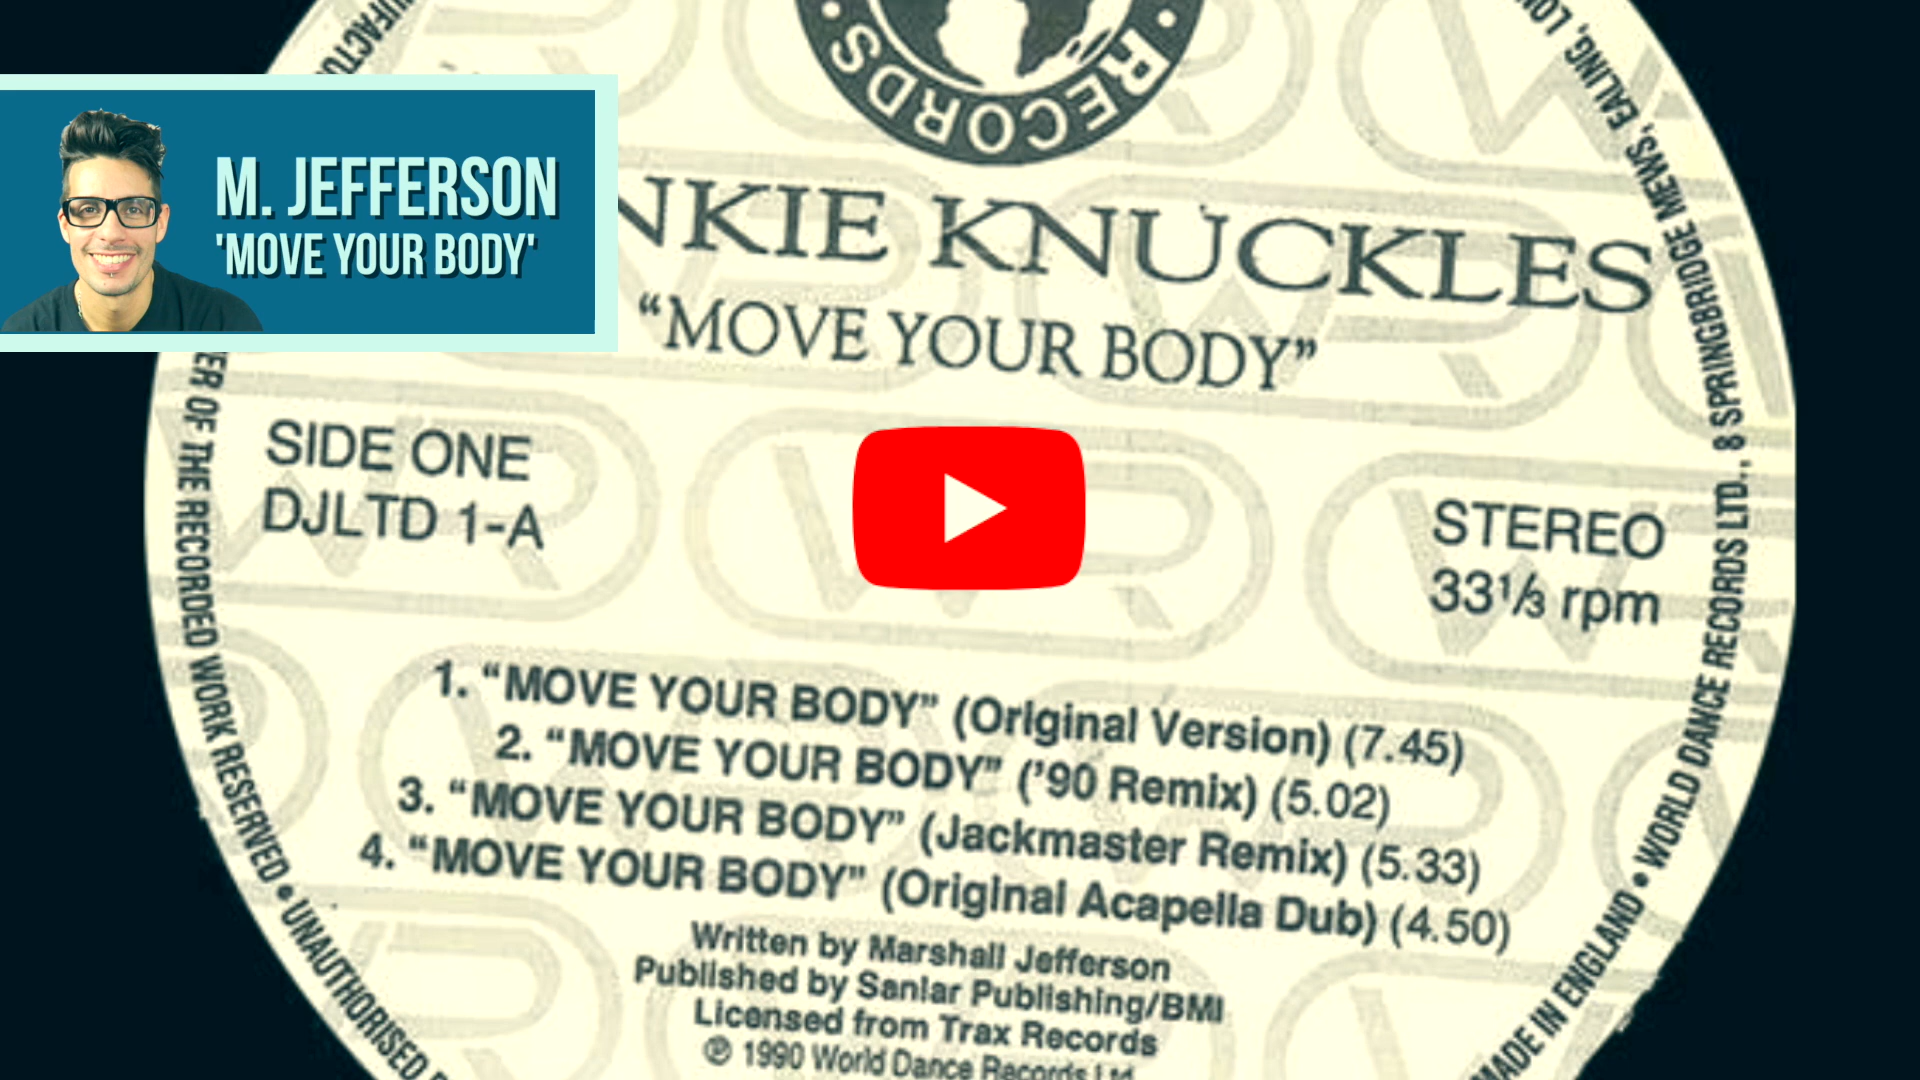 RECORDS
M. JEFFERSON
'MOVE YOUR BODY'
NKIE KNUCKLES
“MOVE YOUR BODY”
SIDE ONE
DJLTD 1-A
STEREO
33⅓ rpm
1. “MOVE YOUR BODY” (Original Version) (7.45)
2. “MOVE YOUR BODY” ('90 Remix) (5.02)
3. “MOVE YOUR BODY” (Jackmaster Remix) (5.33)
4. “MOVE YOUR BODY” (Original Acapella Dub) (4.50)
Written by Marshall Jefferson
Published by Sanlar Publishing/BMI
Licensed from Trax Records
℗ 1990 World Dance Records Ltd.
ER OF THE RECORDED WORK RESERVED • UNAUTHORISED
MADE IN ENGLAND • WORLD DANCE RECORDS LTD., 8 SPRINGBRIDGE MEWS, EALING,
WR